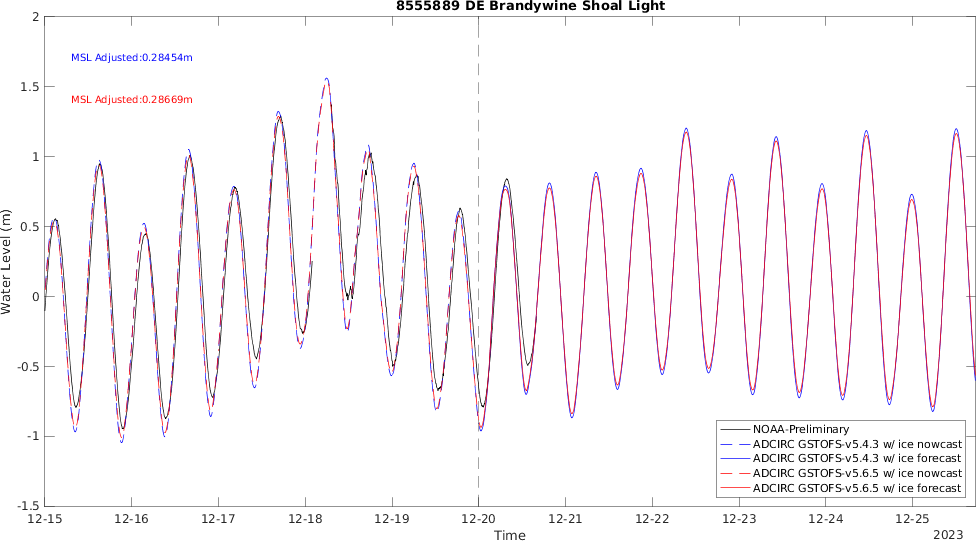 8555889 DE Brandywine Shoal Light
2
1.5
1
0.5
0
-0.5
-1
-1.5
Water Level (m)
MSL Adjusted:0.28454m
MSL Adjusted:0.28669m
NOAA-Preliminary
ADCIRC GSTOFS-v5.4.3 w/ ice nowcast
ADCIRC GSTOFS-v5.4.3 w/ ice forecast
ADCIRC GSTOFS-v5.6.5 w/ ice nowcast
ADCIRC GSTOFS-v5.6.5 w/ ice forecast
12-15 12-16 12-17 12-18 12-19 12-20 12-21 12-22 12-23 12-24 12-25
Time
2023